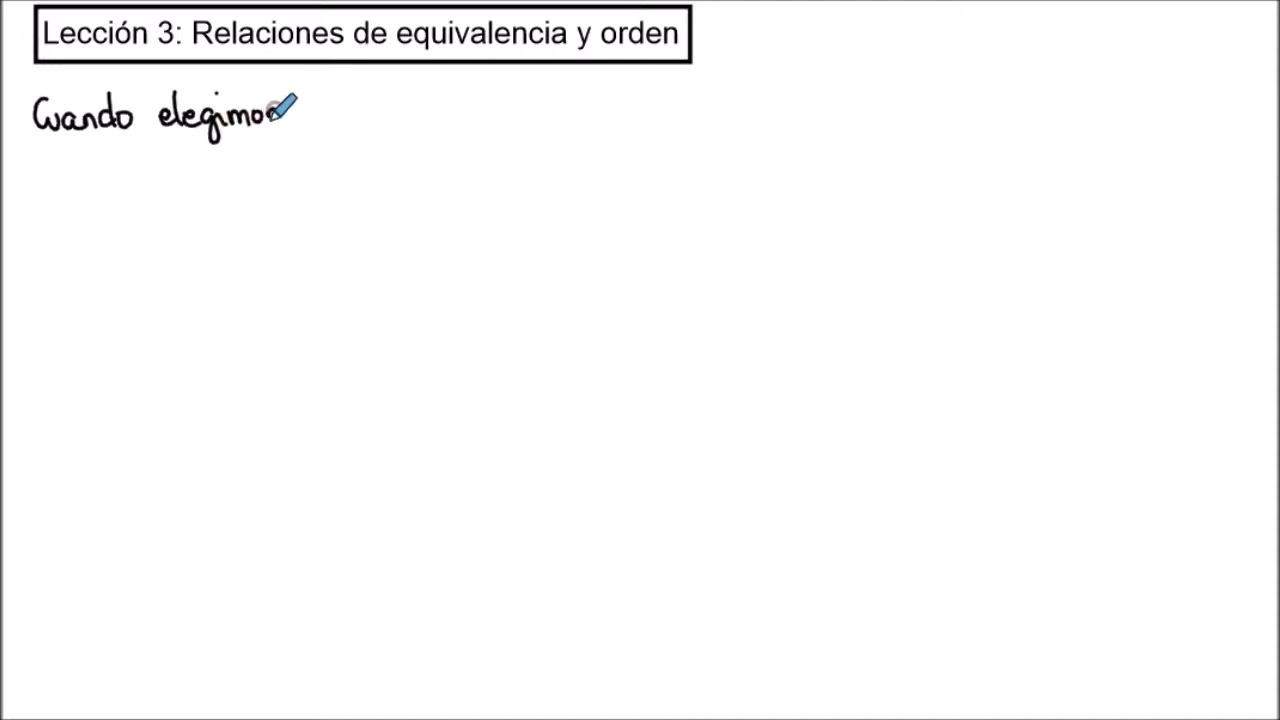 Lección 3: Relaciones de equivalencia y orden
Cuando elegimos